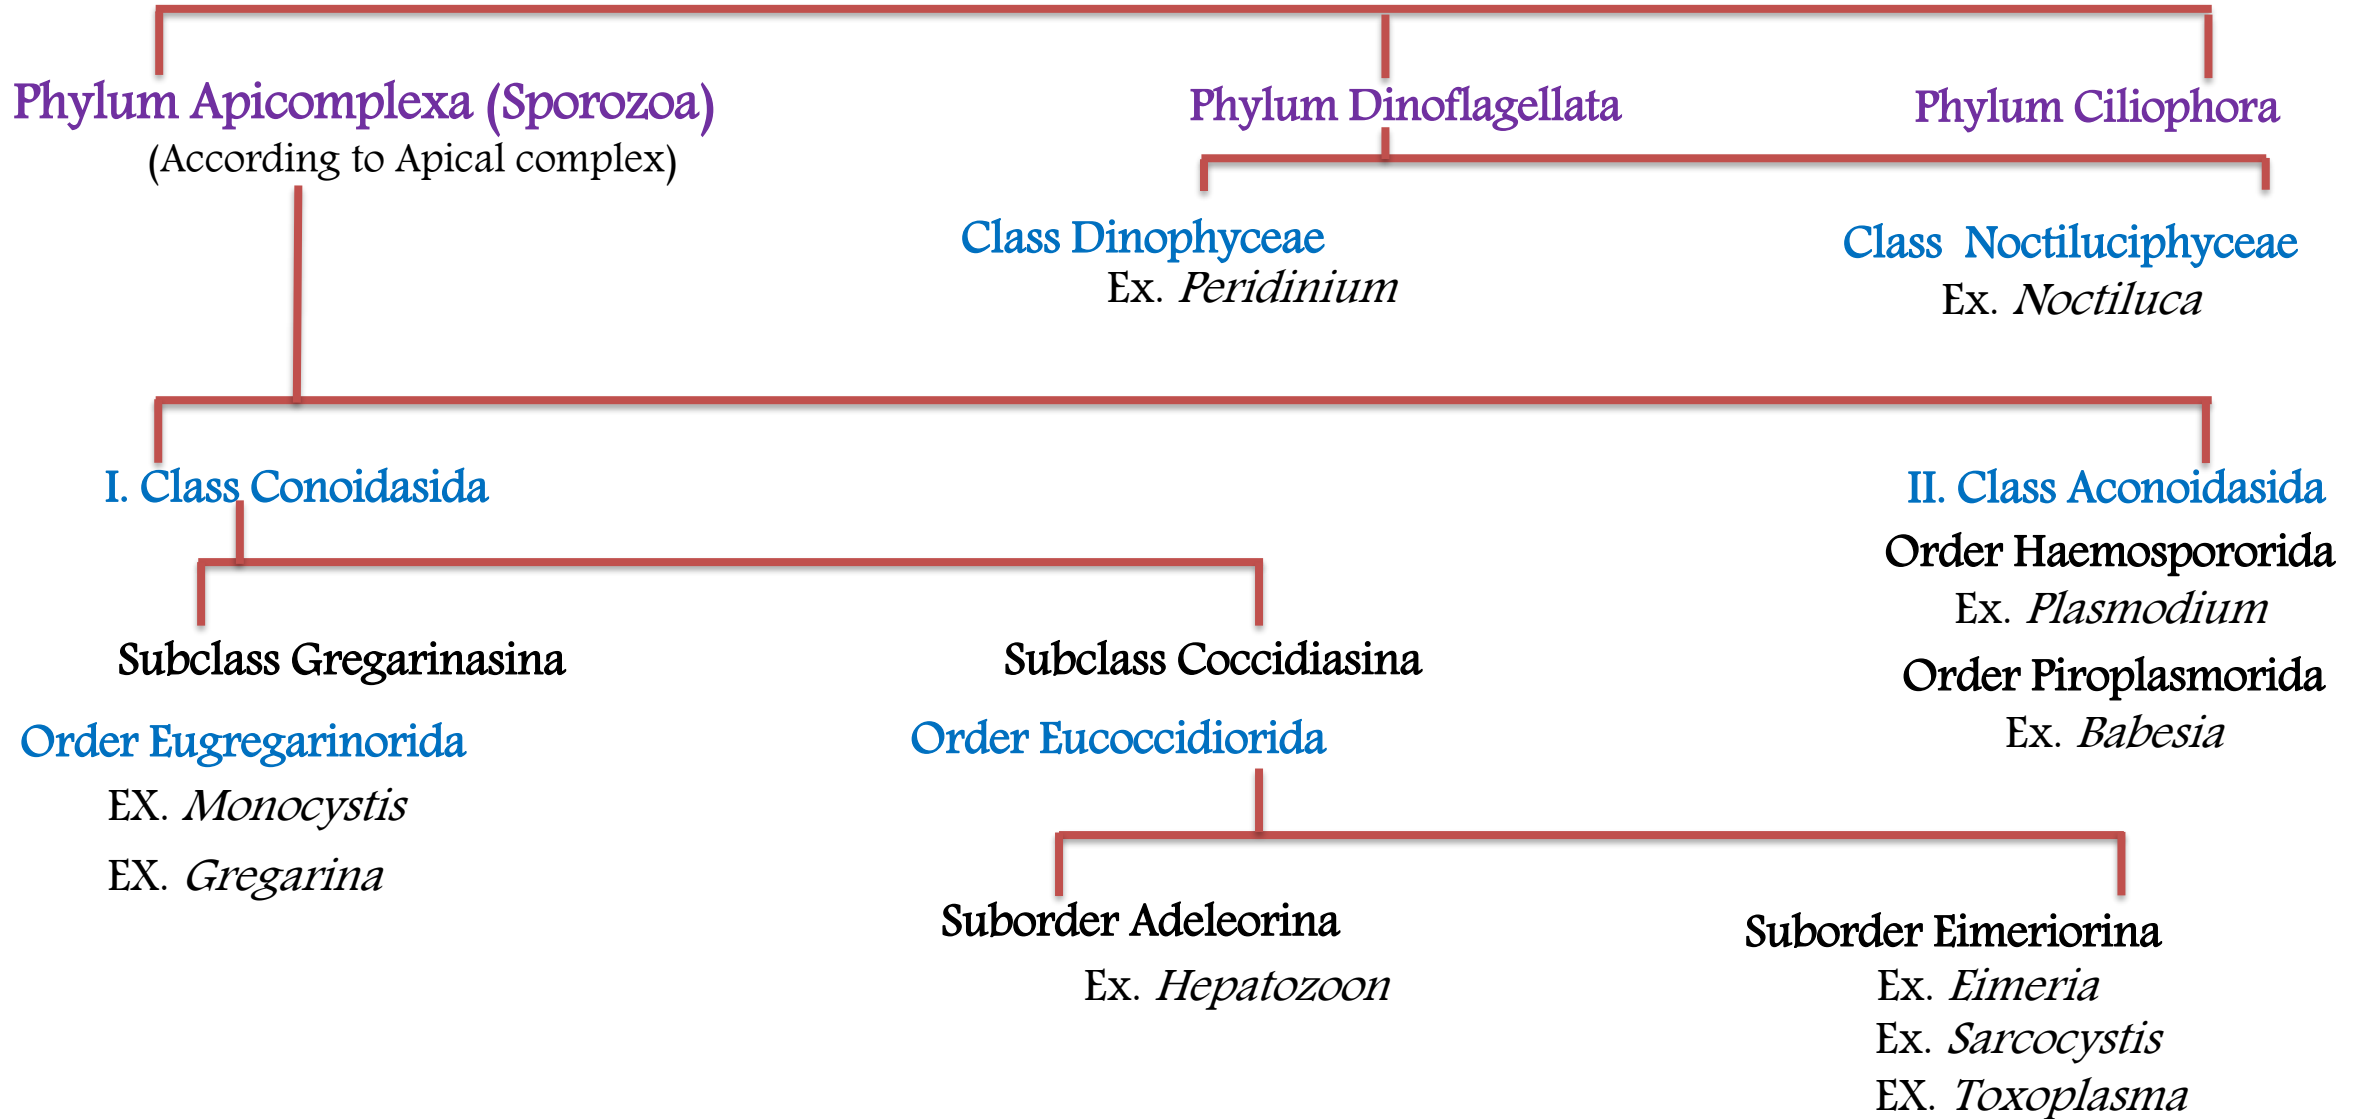 Phylum Apicomplexa (Sporozoa)
(According to Apical complex)
Phylum Dinoflagellata
Phylum Ciliophora
Class Dinophyceae
Ex. Peridinium
Class Noctiluciphyceae
Ex. Noctiluca
I. Class Conoidasida
II. Class Aconoidasida
Order Haemospororida
Ex. Plasmodium
Order Piroplasmorida
Ex. Babesia
Subclass Gregarinasina
Order Eugregarinorida
EX. Monocystis
EX. Gregarina
Subclass Coccidiasina
Order Eucoccidiorida
Suborder Adeleorina
Ex. Hepatozoon
Suborder Eimeriorina
Ex. Eimeria
Ex. Sarcocystis
EX. Toxoplasma